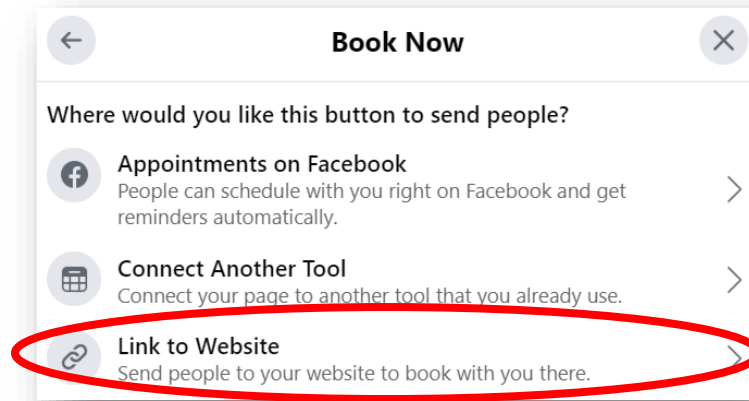 Book Now
Where would you like this button to send people?
Appointments on Facebook
People can schedule with you right on Facebook and get
reminders automatically.
Connect Another Tool
Connect your page to another tool that you already use.
Link to Website
Send people to your website to book with you there.